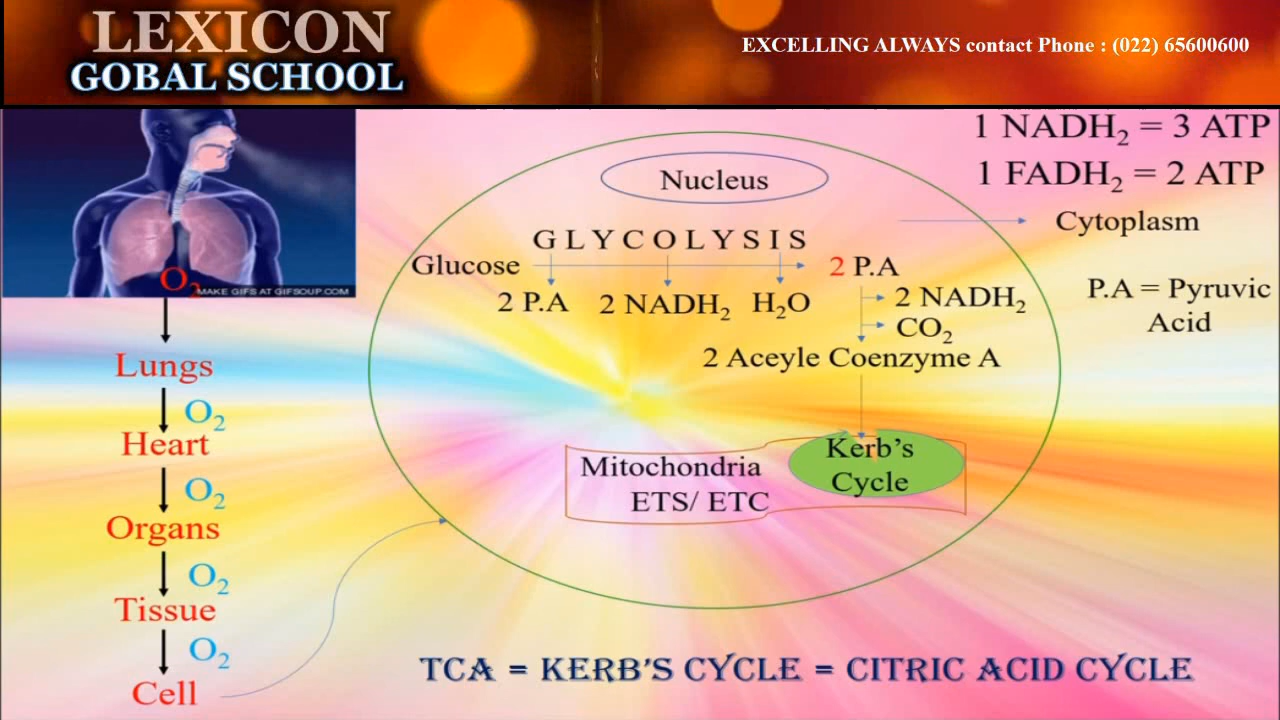 LEXICON
GOBAL SCHOOL
EXCELLING ALWAYS contact Phone : (022) 65600600
1 NADH₂ = 3 ATP
1 FADH₂ = 2 ATP
Nucleus
Cytoplasm
GLYCOLYSIS
Glucose
2 P.A
2 P.A 2 NADH₂ H₂O
2 NADH₂
CO₂
P.A = Pyruvic
Acid
2 Aceyle Coenzyme A
Kerb's
Cycle
Mitochondria
ETS/ ETC
O₂
MAKE GIFS AT GIFSOUP.COM
Lungs
O₂
Heart
O₂
Organs
O₂
Tissue
O₂
Cell
TCA = KERB'S CYCLE = CITRIC ACID CYCLE